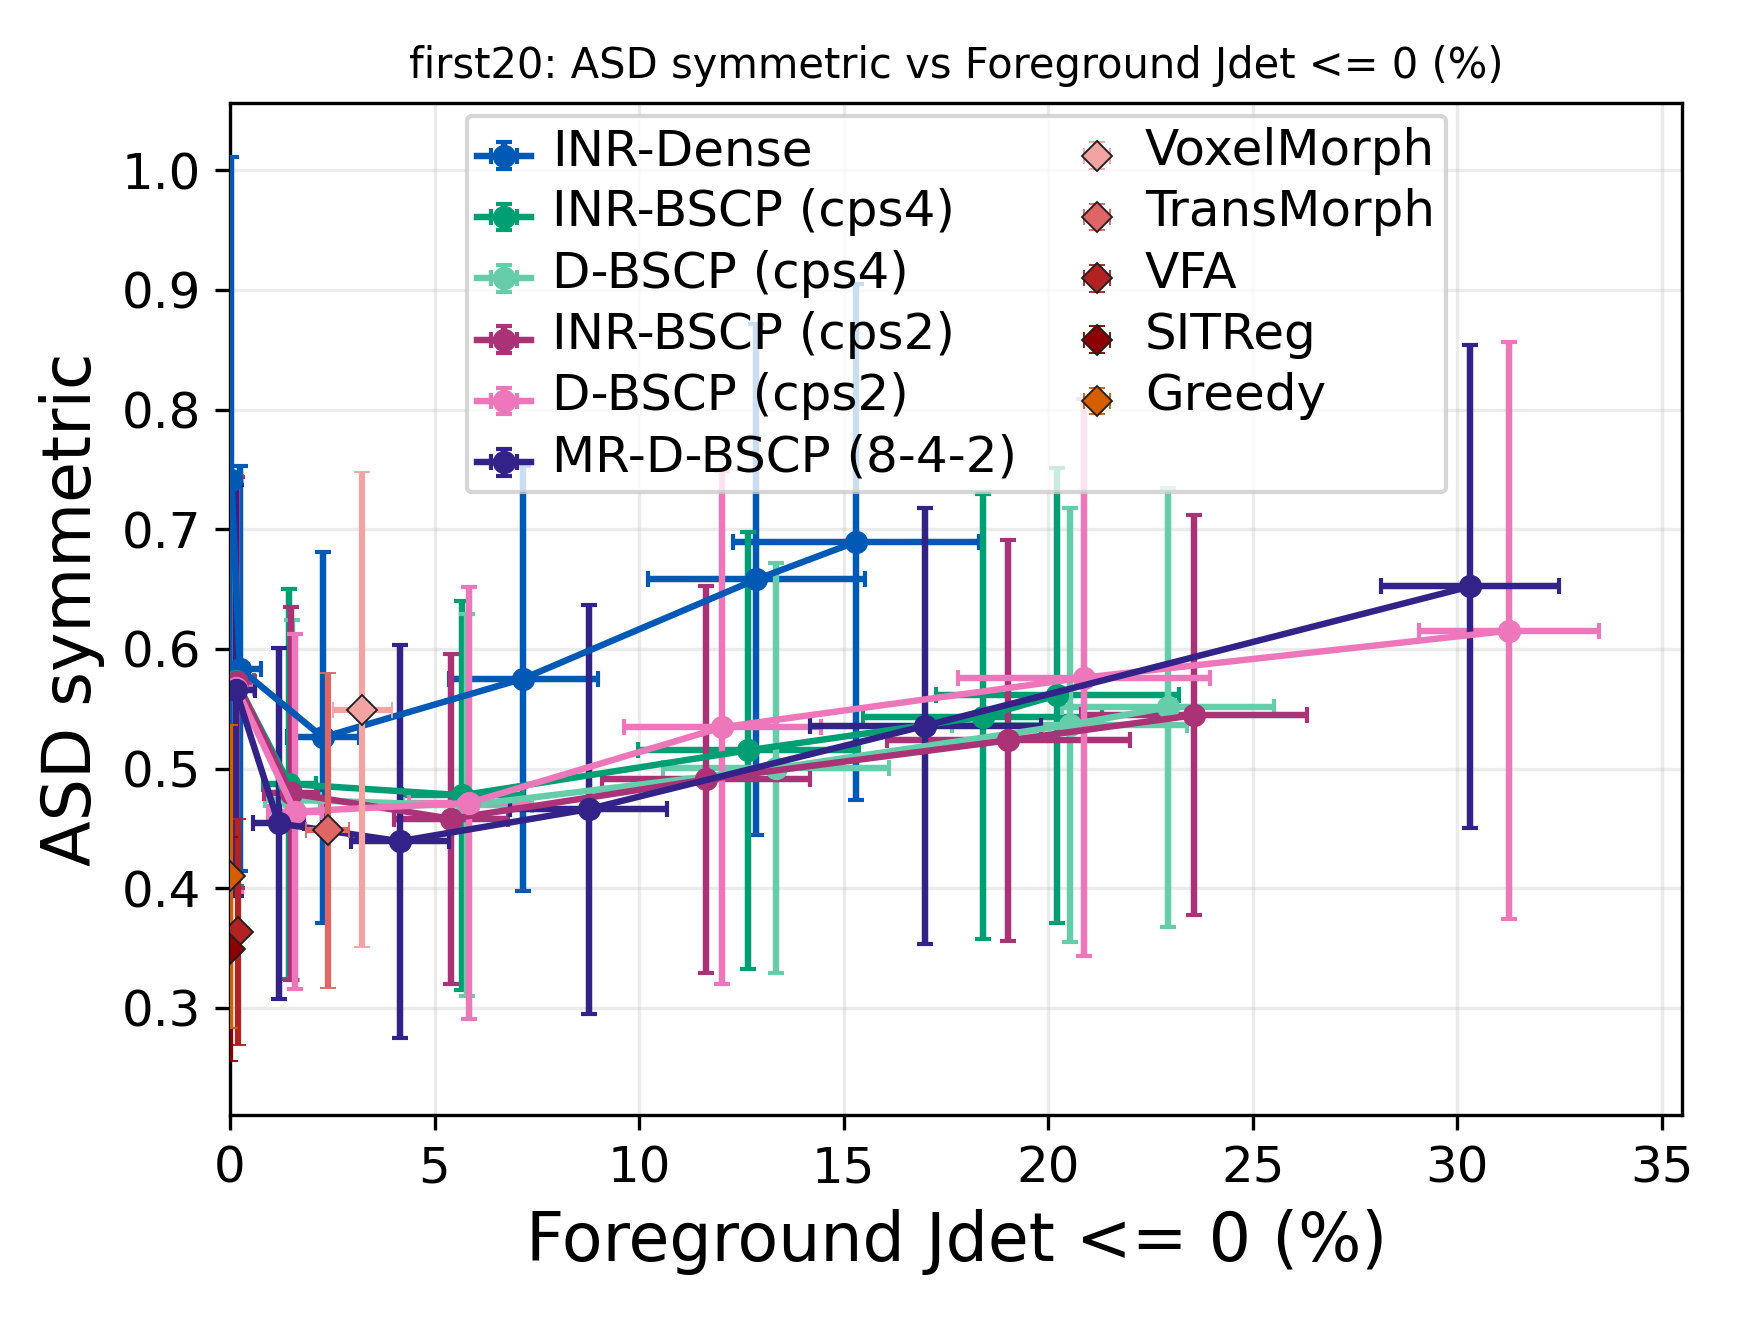 first20: ASD symmetric vs Foreground Jdet <= 0 (%)
INR-Dense
INR-BSCP (cps4)
D-BSCP (cps4)
INR-BSCP (cps2)
D-BSCP (cps2)
MR-D-BSCP (8-4-2)
VoxelMorph
TransMorph
VFA
SITReg
Greedy
ASD symmetric
1.0
0.9
0.8
0.7
0.6
0.5
0.4
0.3
0 5 10 15 20 25 30 35
Foreground Jdet <= 0 (%)